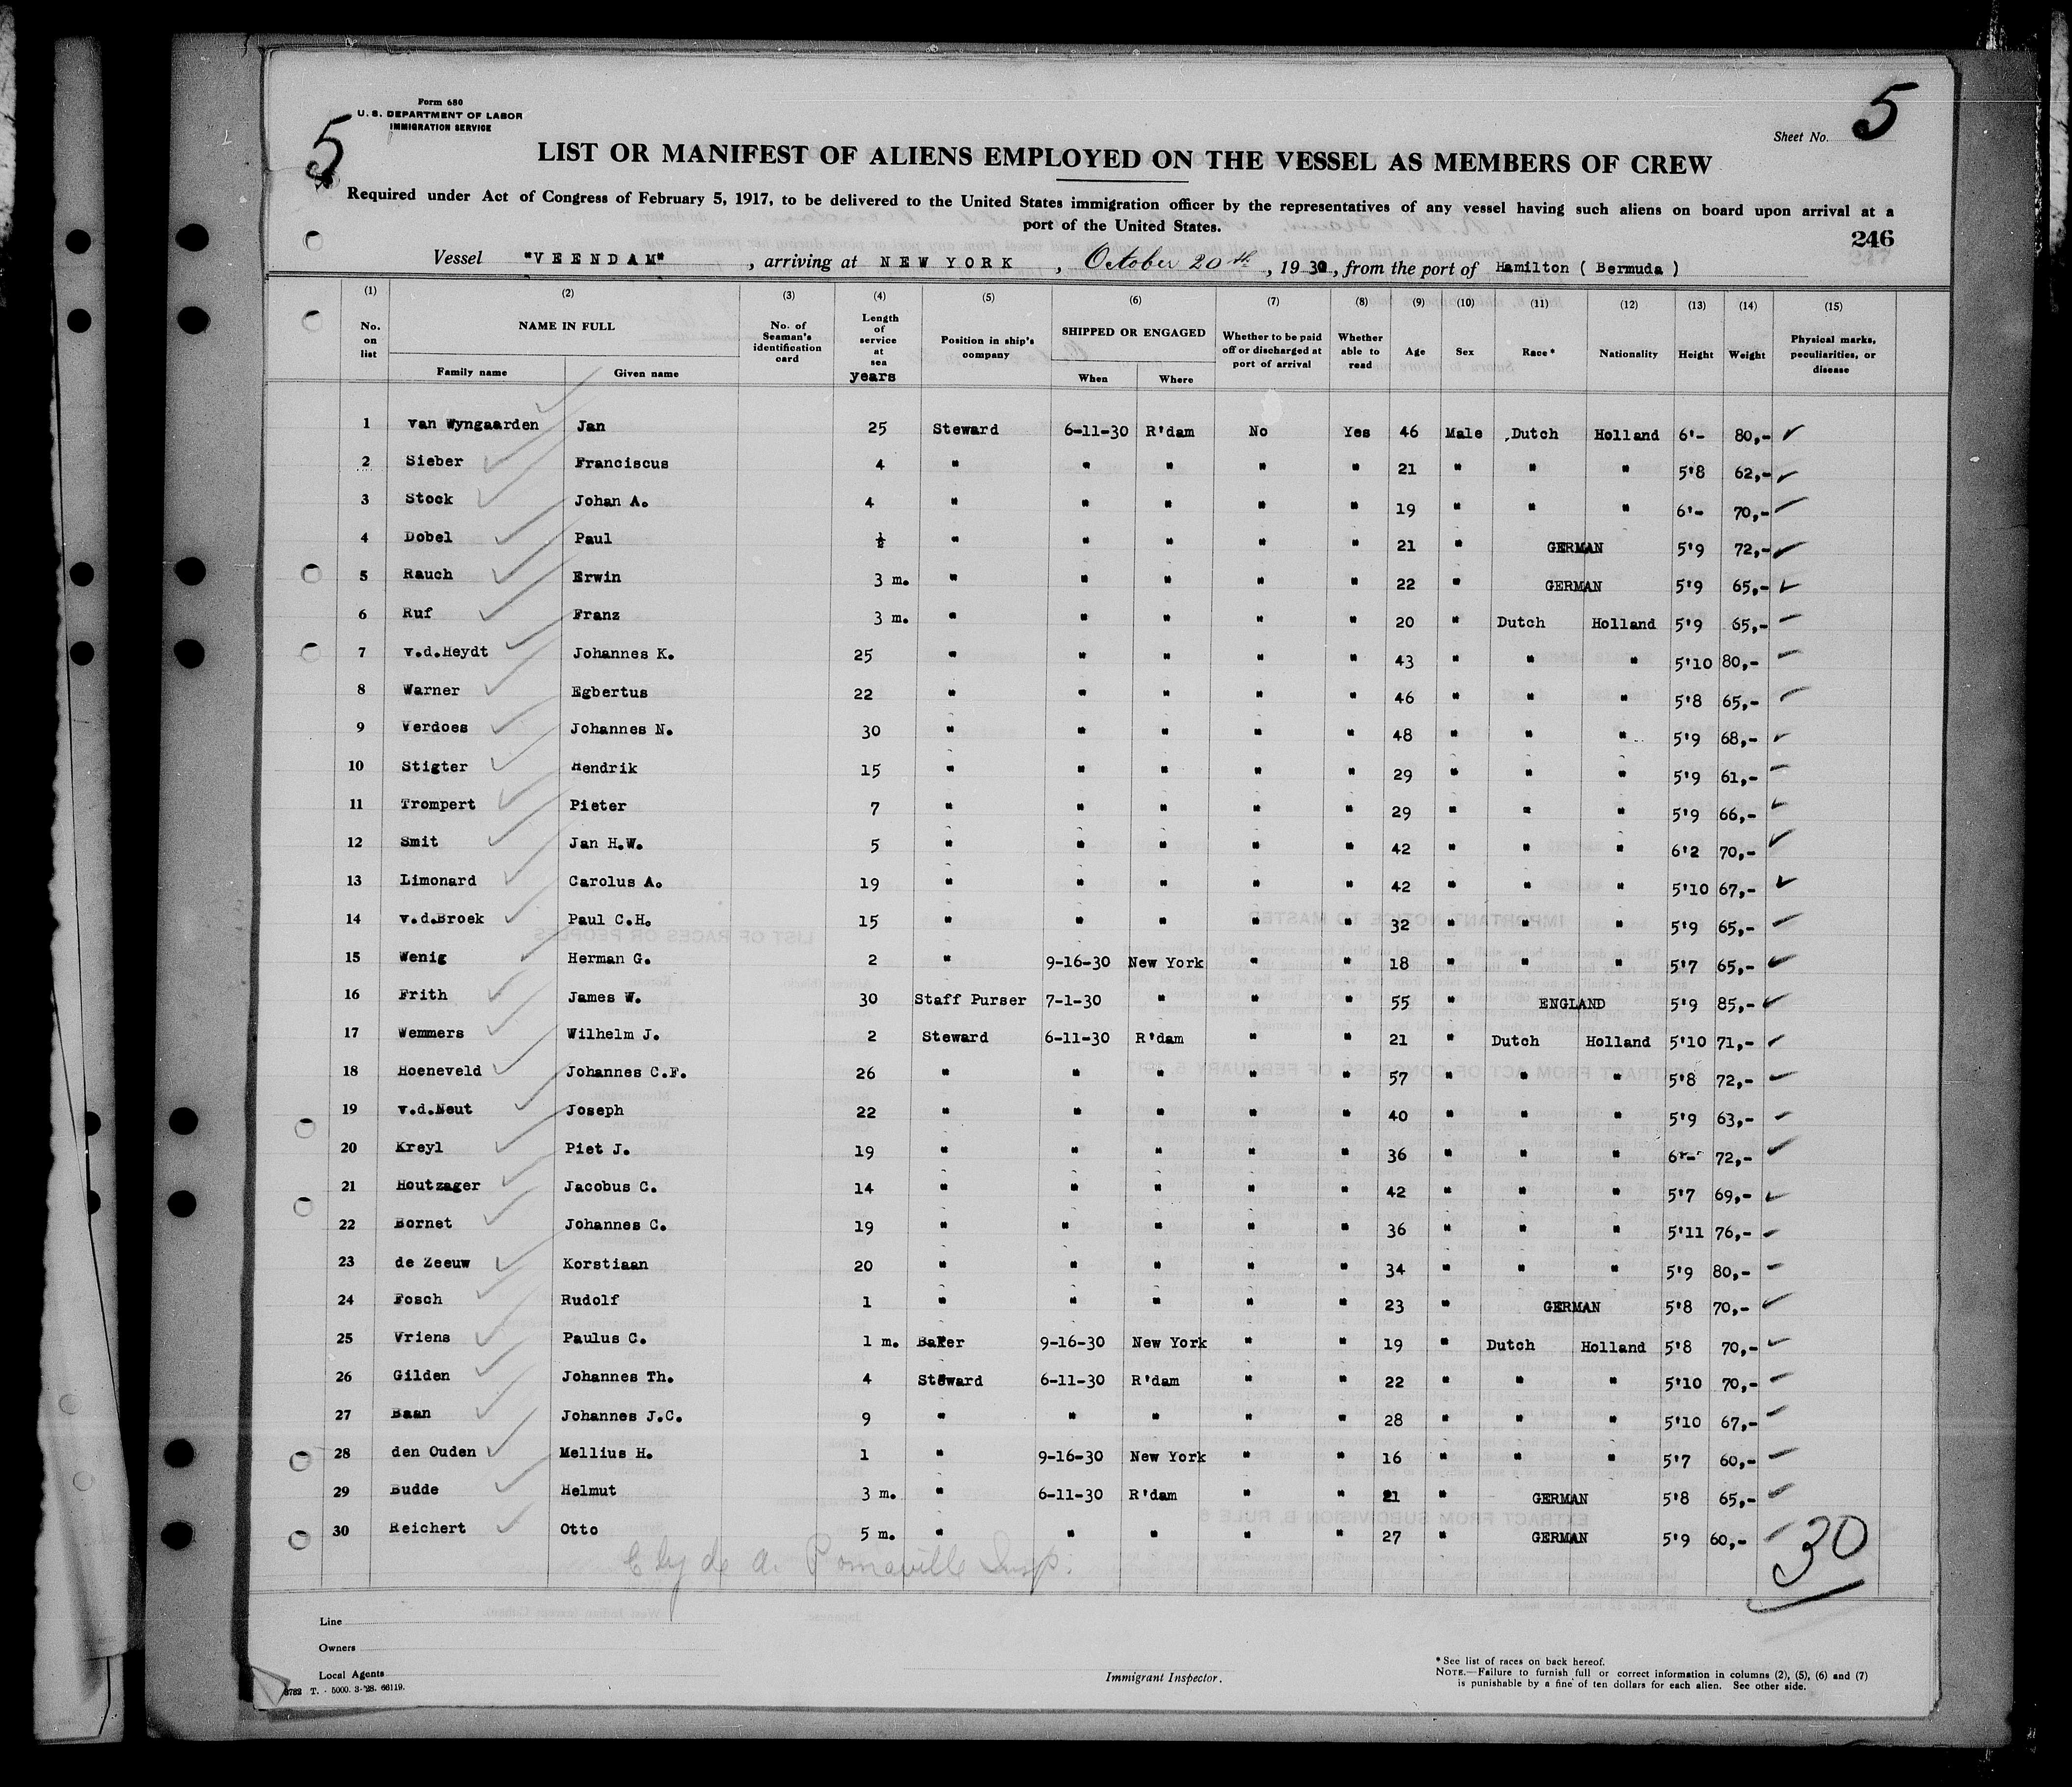 Form 680
U. S. DEPARTMENT OF LABOR
IMMIGRATION SERVICE
5
Sheet No. 5
LIST OR MANIFEST OF ALIENS EMPLOYED ON THE VESSEL AS MEMBERS OF CREW
Required under Act of Congress of February 5, 1917, to be delivered to the United States immigration officer by the representatives of any vessel having such aliens on board upon arrival at a
port of the United States.
246
Vessel "VEENDAM", arriving at NEW YORK, October 20th, 1930, from the port of Hamilton ( Bermuda )
(1) (2) (3) (4) (5) (6) (7) (8) (9) (10) (11) (12) (13) (14) (15)
No. on list NAME IN FULL Family name Given name No. of Seaman's identification card Length of service at sea years Position in ship's company SHIPPED OR ENGAGED When Where Whether to be paid off or discharged at port of arrival Whether able to read Age Sex Race* Nationality Height Weight Physical marks, peculiarities, or disease
1 van Wyngaarden Jan 25 Steward 6-11-30 R'dam No Yes 46 Male Dutch Holland 6'- 80,-
2 Sieber Franciscus 4 " " " " " 21 " " " 5'8 62,-
3 Stock Johan A. 4 " " " " " 19 " " " 6'- 70,-
4 Dobel Paul ½ " " " " " 21 " GERMAN 5'9 72,-
5 Rauch Erwin 3 m. " " " " " 22 " GERMAN 5'9 65,-
6 Ruf Franz 3 m. " " " " " 20 " Dutch Holland 5'9 65,-
7 v.d.Heydt Johannes K. 25 " " " " " 43 " " " 5'10 80,-
8 Warner Egbertus 22 " " " " " 46 " " " 5'8 65,-
9 Verdoes Johannes N. 30 " " " " " 48 " " " 5'9 68,-
10 Stigter Hendrik 15 " " " " " 29 " " " 5'9 61,-
11 Trompert Pieter 7 " " " " " 29 " " " 5'9 66,-
12 Smit Jan H.W. 5 " " " " " 42 " " " 6'2 70,-
13 Limonard Carolus A. 19 " " " " " 42 " " " 5'10 67,-
14 v.d.Broek Paul C.H. 15 " " " " " 32 " " " 5'9 65,-
15 Wenig Herman G. 2 " 9-16-30 New York " " 18 " " " 5'7 65,-
16 Frith James W. 30 Staff Purser 7-1-30 " " " 55 " ENGLAND 5'9 85,-
17 Wemmers Wilhelm J. 2 Steward 6-11-30 R'dam " " 21 " Dutch Holland 5'10 71,-
18 Hoeneveld Johannes C.F. 26 " " " " " 57 " " " 5'8 72,-
19 v.d.Neut Joseph 22 " " " " " 40 " " " 5'9 63,-
20 Kreyl Piet J. 19 " " " " " 36 " " " 6'-- 72,-
21 Houtzager Jacobus C. 14 " " " " " 42 " " " 5'7 69,-
22 Bornet Johannes C. 19 " " " " " 36 " " " 5'11 76,-
23 de Zeeuw Korstiaan 20 " " " " " 34 " " " 5'9 80,-
24 Fosch Rudolf 1 " " " " " 23 " GERMAN 5'8 70,-
25 Vriens Paulus C. 1 m. Baker 9-16-30 New York " " 19 " Dutch Holland 5'8 70,-
26 Gilden Johannes Th. 4 Steward 6-11-30 R'dam " " 22 " " " 5'10 70,-
27 Baan Johannes J.C. 9 " " " " " 28 " " " 5'10 67,-
28 den Ouden Mellius H. 1 " 9-16-30 New York " " 16 " " " 5'7 60,-
29 Budde Helmut 3 m. " 6-11-30 R'dam " " 21 " GERMAN 5'8 65,-
30 Reichert Otto 5 m. " " " " " 27 " GERMAN 5'9 60,-
30
Clyde A. Pomaville Insp.
Line
Owners
Local Agents
Immigrant Inspector.
* See list of races on back hereof.
NOTE.—Failure to furnish full or correct information in columns (2), (5), (6) and (7)
is punishable by a fine of ten dollars for each alien. See other side.
8782 T. - 5000. 3-'28. 66119.